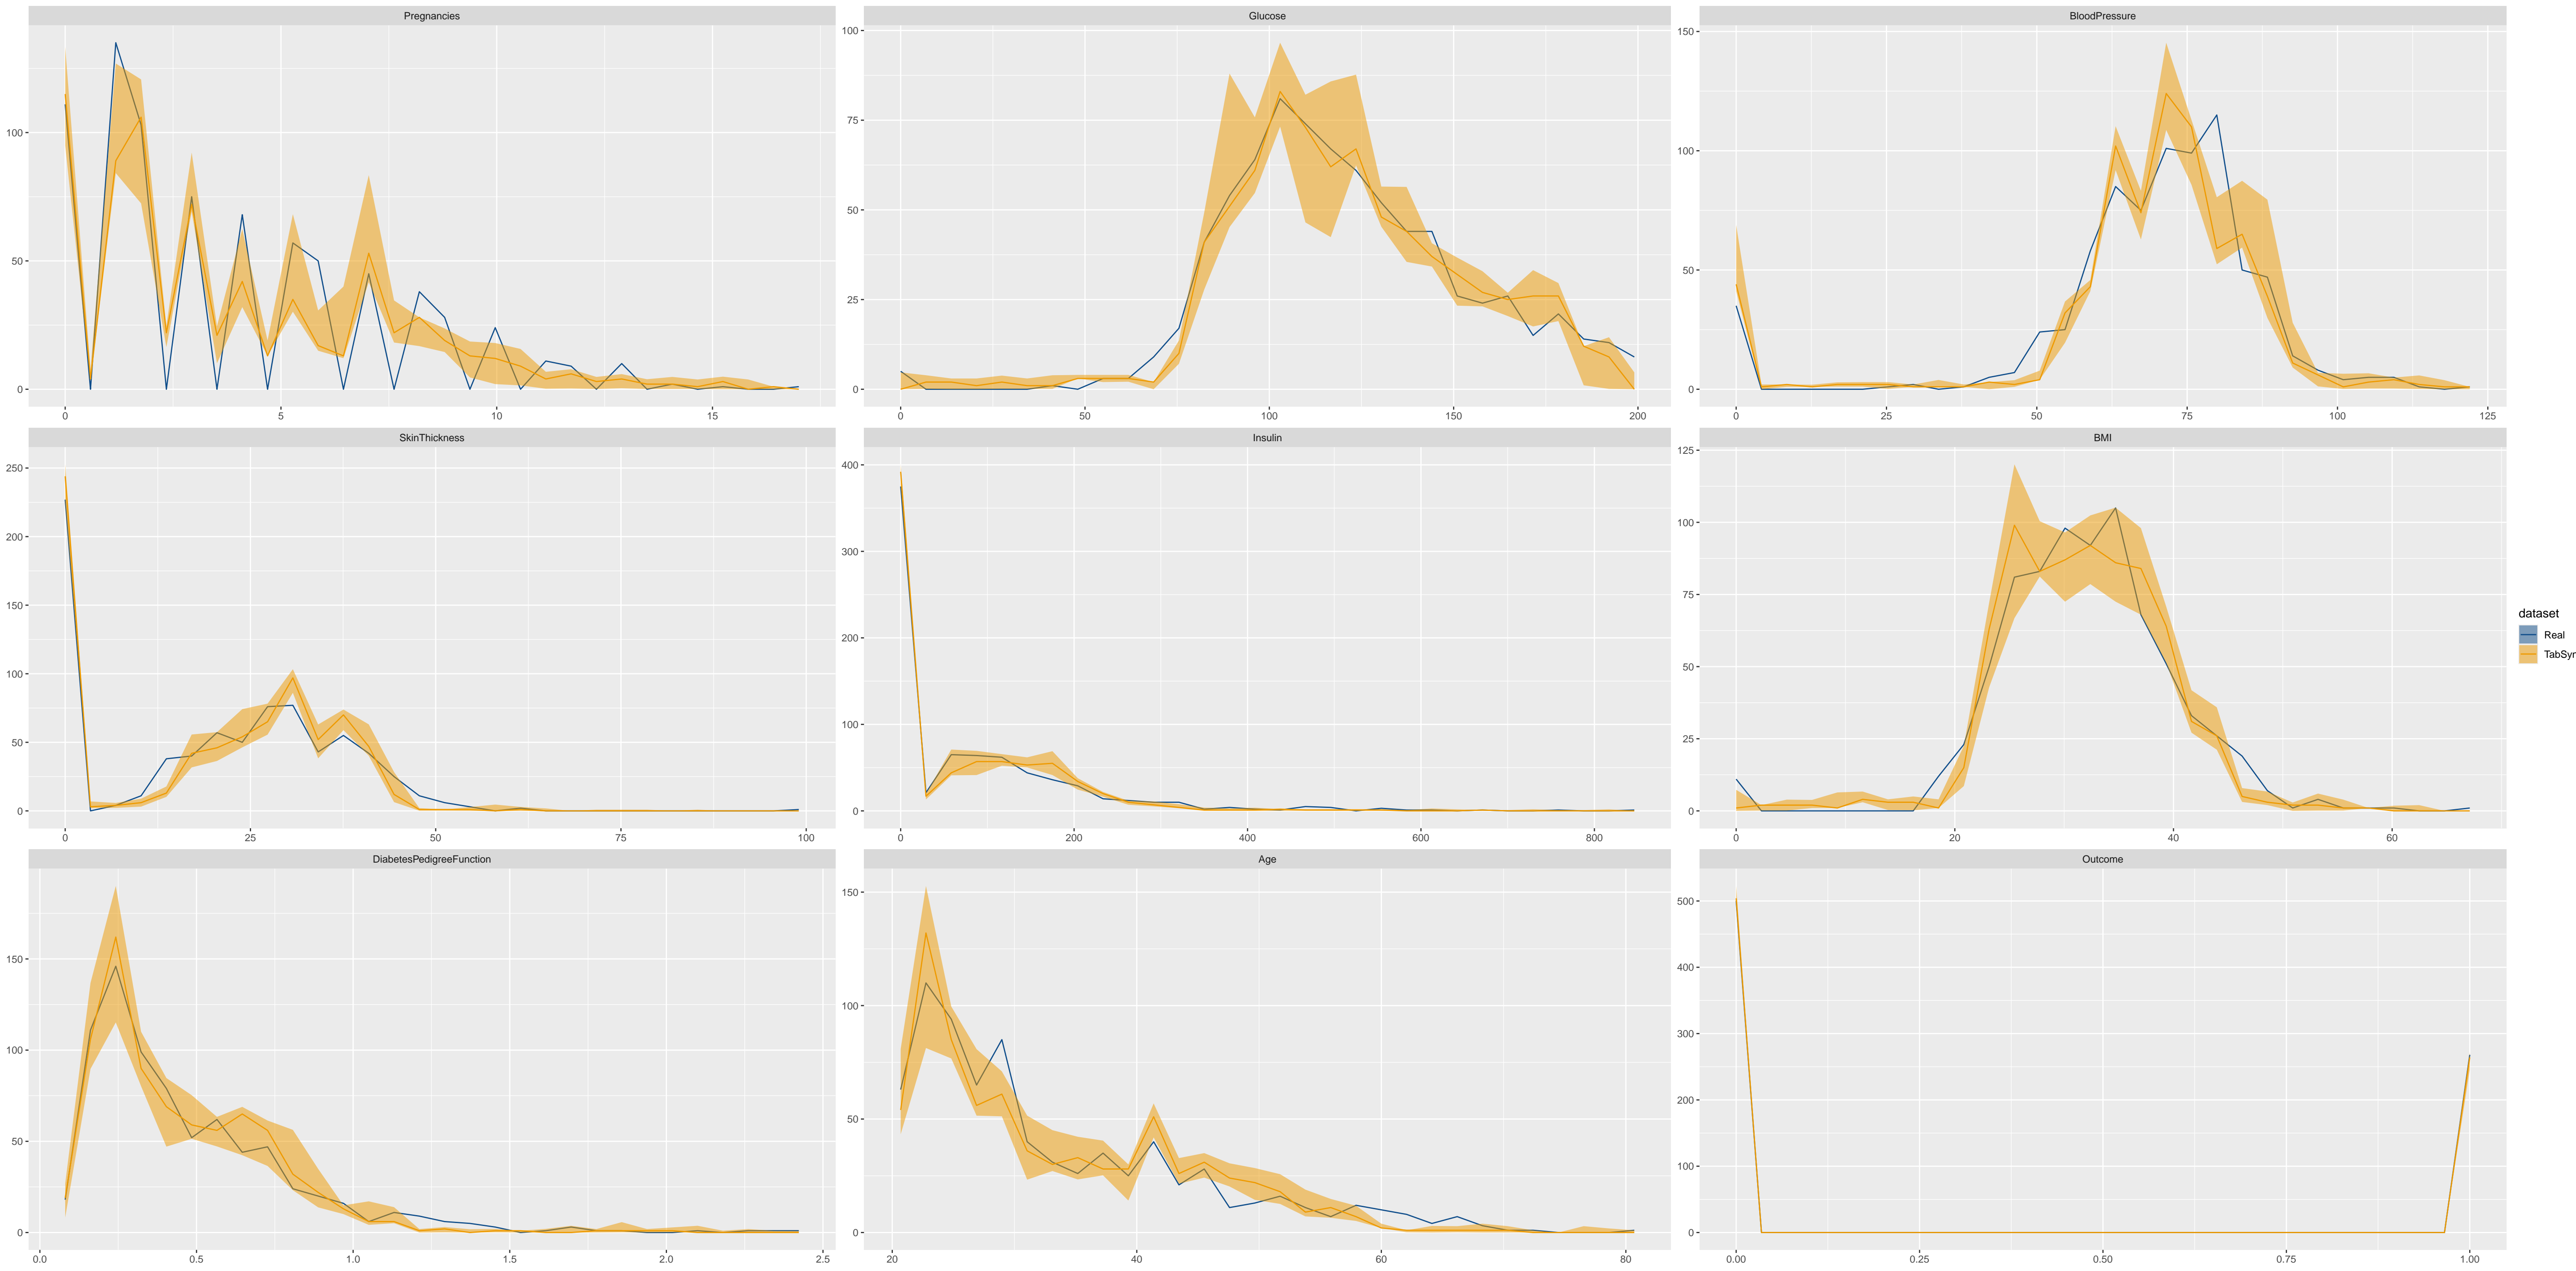 Pregnancies Glucose BloodPressure
100
50
0
0 5 10 15
100
75
50
25
0
0 50 100 150 200
150
100
50
0
0 25 50 75 100 125
SkinThickness Insulin BMI
250
200
150
100
50
0
0 25 50 75 100
400
300
200
100
0
0 200 400 600 800
125
100
75
50
25
0
0 20 40 60
dataset
Real
TabSyn
DiabetesPedigreeFunction Age Outcome
150
100
50
0
0.0 0.5 1.0 1.5 2.0 2.5
150
100
50
0
20 40 60 80
500
400
300
200
100
0
0.00 0.25 0.50 0.75 1.00